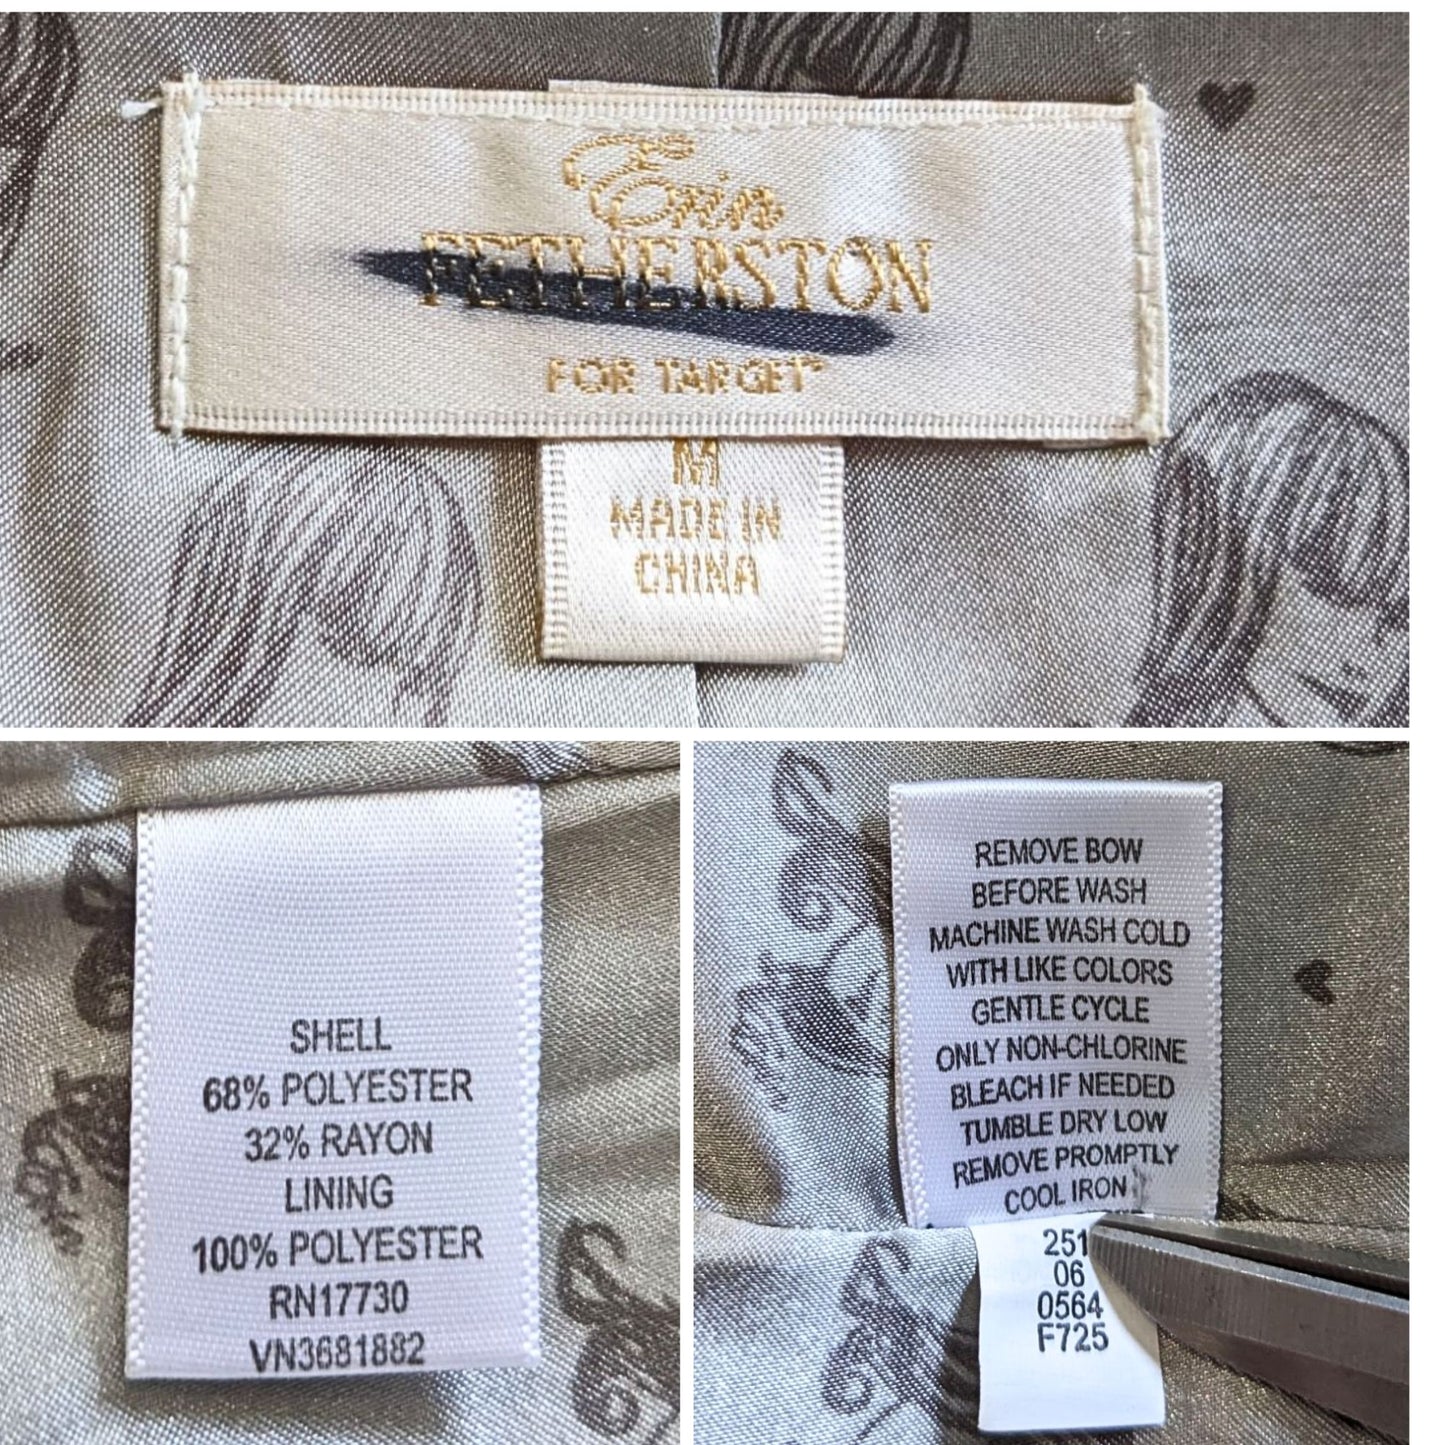 Erin
FETHERSTON
FOR TARGET®
M
MADE IN
CHINA
SHELL
68% POLYESTER
32% RAYON
LINING
100% POLYESTER
RN17730
VN3681882
REMOVE BOW
BEFORE WASH
MACHINE WASH COLD
WITH LIKE COLORS
GENTLE CYCLE
ONLY NON-CHLORINE
BLEACH IF NEEDED
TUMBLE DRY LOW
REMOVE PROMPTLY
COOL IRON
251
06
0564
F725